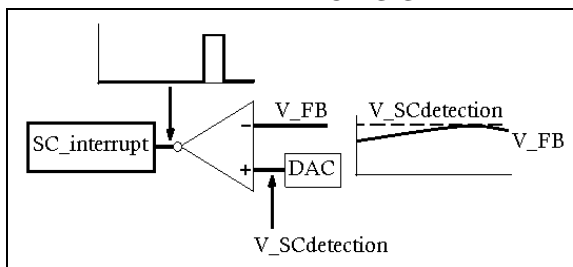 V_FB
V_SCdetection
SC_interrupt
−
V_FB
+
DAC
V_SCdetection